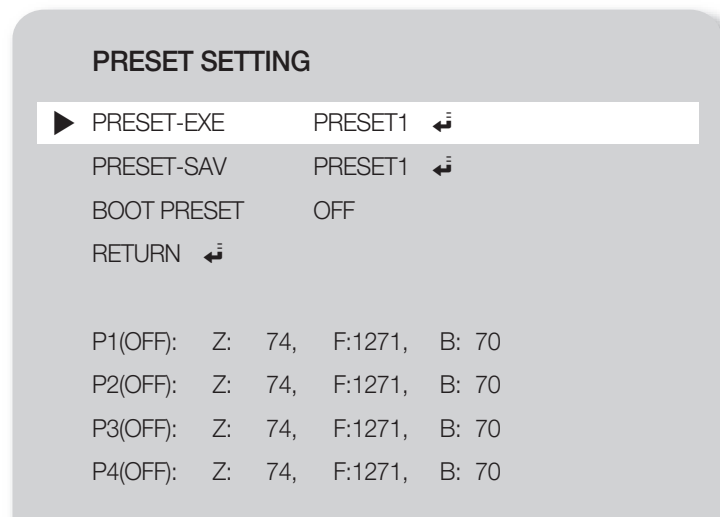 PRESET SETTING
▶ PRESET-EXE PRESET1 ↵
PRESET-SAV PRESET1 ↵
BOOT PRESET OFF
RETURN ↵
P1(OFF): Z: 74, F:1271, B: 70
P2(OFF): Z: 74, F:1271, B: 70
P3(OFF): Z: 74, F:1271, B: 70
P4(OFF): Z: 74, F:1271, B: 70